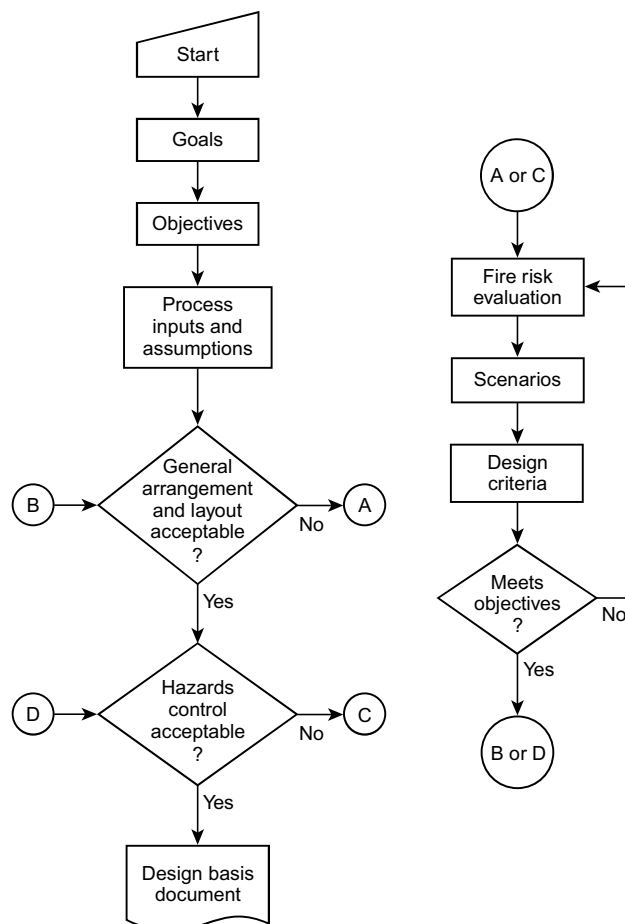 Start
Goals
Objectives
Process
inputs and
assumptions
General
arrangement
and layout
acceptable
?
B
No
A
Yes
Hazards
control
acceptable
?
D
No
C
Yes
Design basis
document
A or C
Fire risk
evaluation
Scenarios
Design
criteria
Meets
objectives
?
No
Yes
B or D